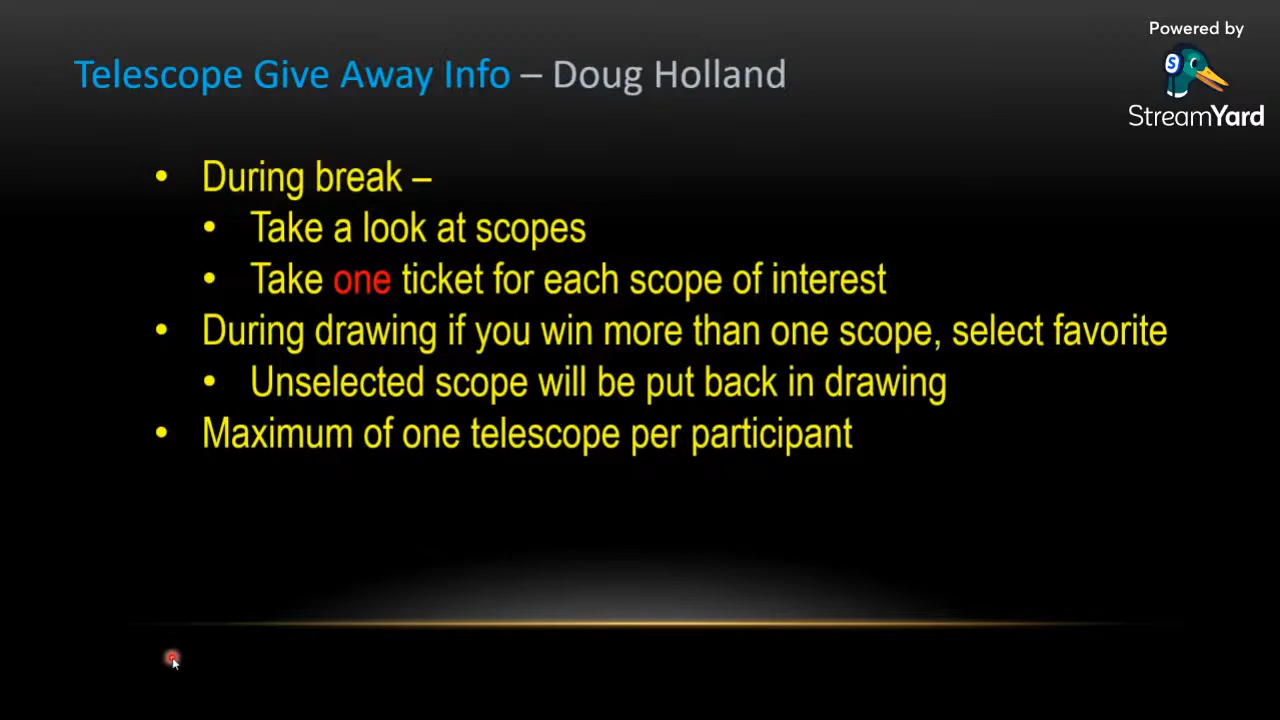 Powered by
StreamYard
Telescope Give Away Info – Doug Holland
• During break –
• Take a look at scopes
• Take one ticket for each scope of interest
• During drawing if you win more than one scope, select favorite
• Unselected scope will be put back in drawing
• Maximum of one telescope per participant